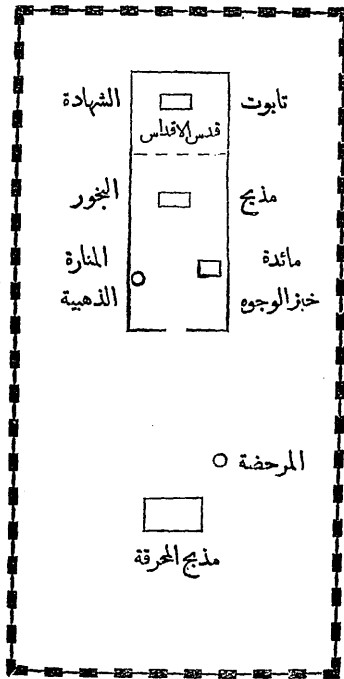 تابوت الشهادة
قدس الاقداس
مذبح البخور
مائدة المنارة
خبز الوجوه الذهبية
المرحضة
مذبح المحرقة